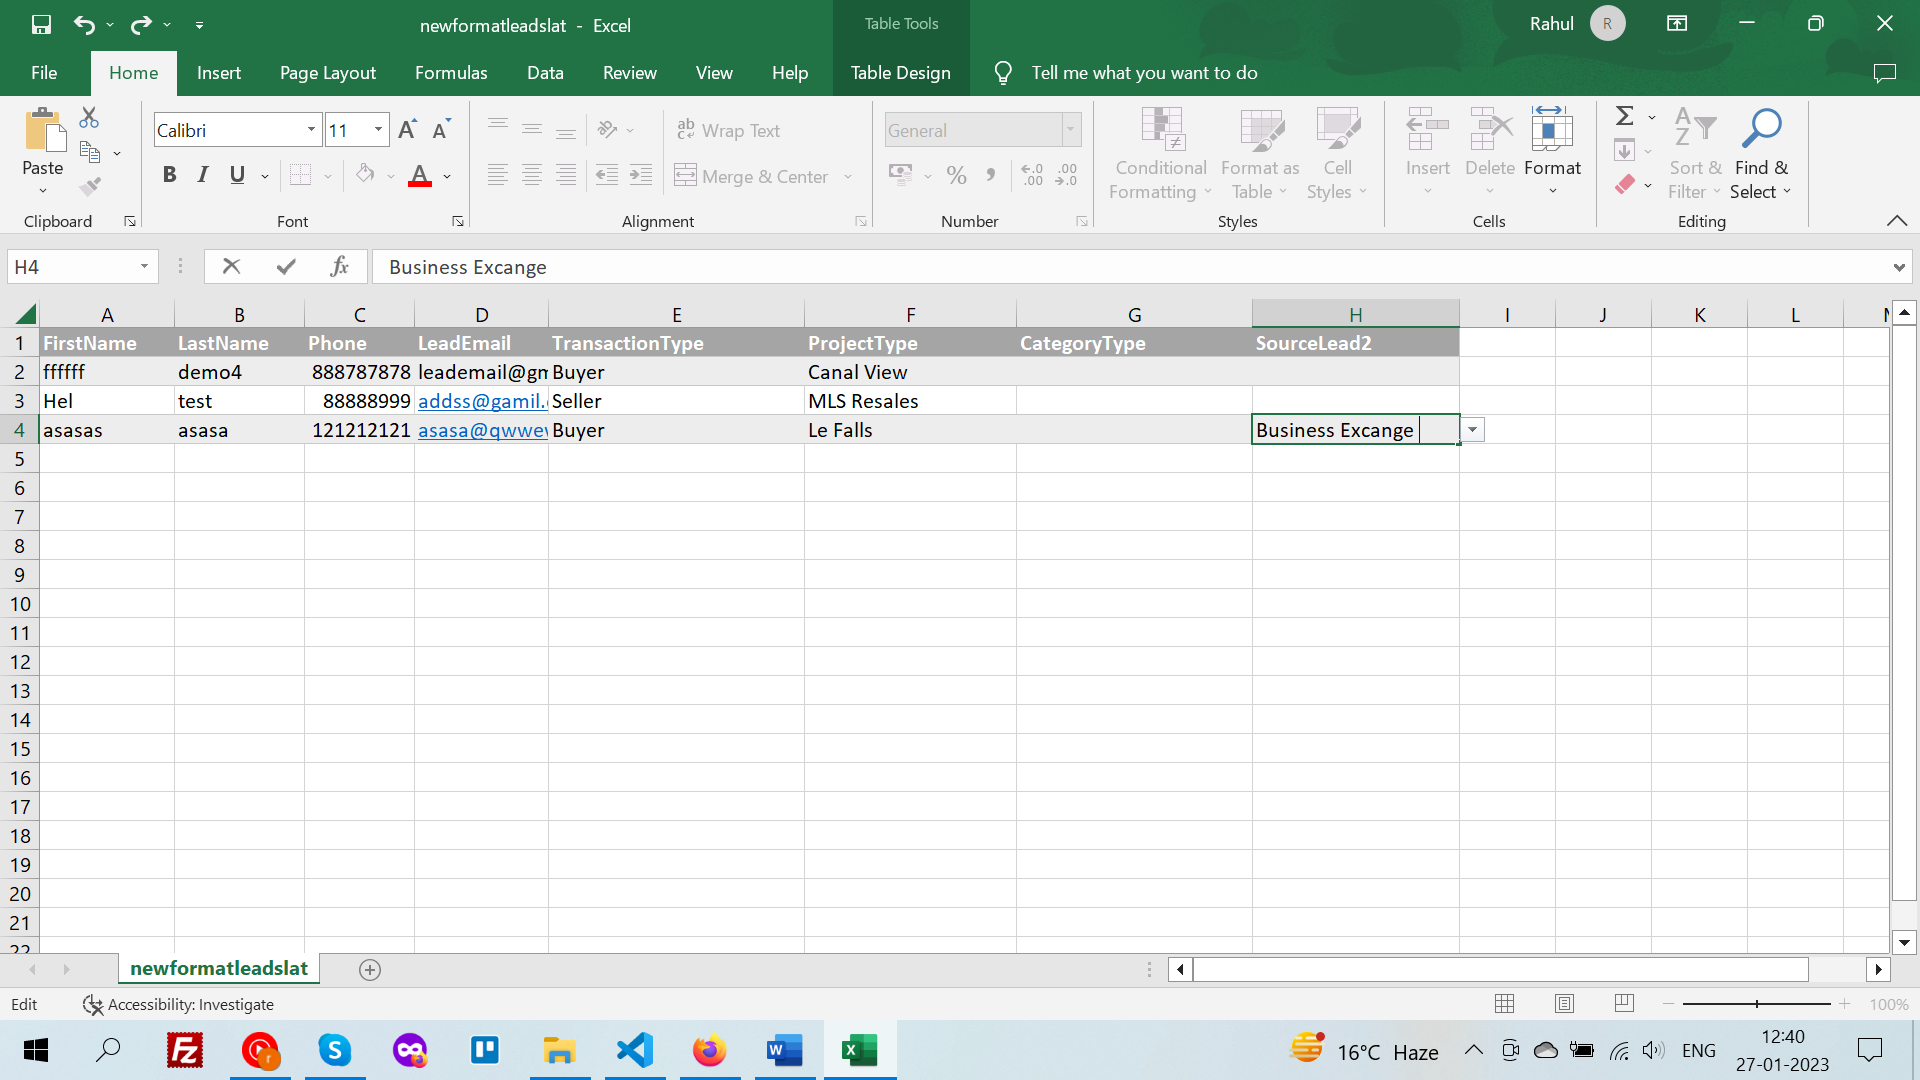 newformatleadslat - Excel
Table Tools
Rahul
R
File
Home
Insert
Page Layout
Formulas
Data
Review
View
Help
Table Design
Tell me what you want to do
Paste
Clipboard
Calibri
11
A
A
B
I
U
A
Font
ab
Wrap Text
Merge & Center
Alignment
General
%
Number
Conditional
Formatting
Format as
Table
Cell
Styles
Styles
Insert
Delete
Format
Cells
Sort &
Filter
Find &
Select
Editing
H4
fx
Business Excange
A B C D E F G H I J K L
1 FirstName LastName Phone LeadEmail TransactionType ProjectType CategoryType SourceLead2
2 ffffff demo4 888787878 leademail@gm Buyer Canal View
3 Hel test 88888999 addss@gamil. Seller MLS Resales
4 asasas asasa 121212121 asasa@qwwev Buyer Le Falls Business Excange
5
6
7
8
9
10
11
12
13
14
15
16
17
18
19
20
21
22
newformatleadslat
Edit
Accessibility: Investigate
100%
16°C Haze
ENG
12:40
27-01-2023